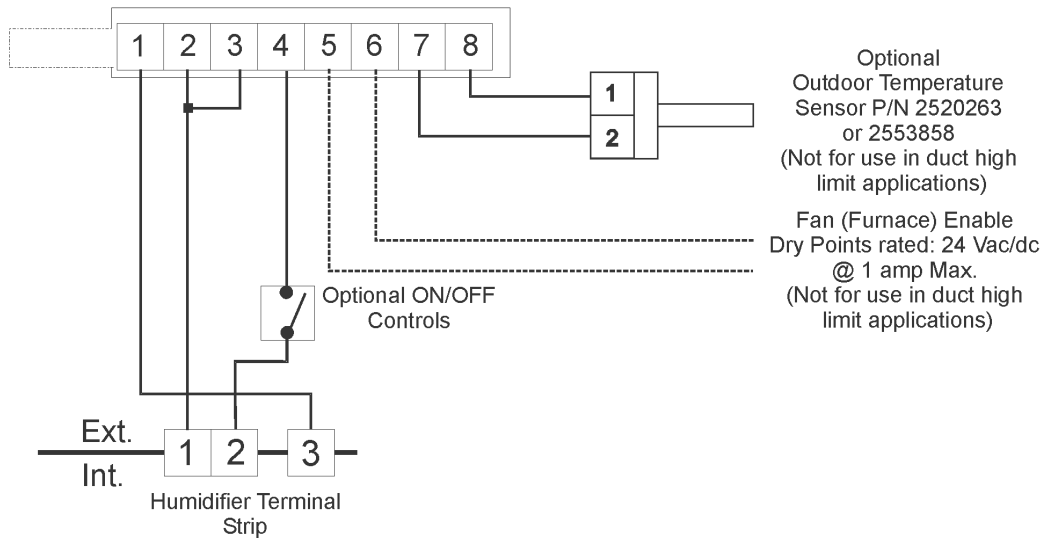 1 2 3 4 5 6 7 8
1
2
Optional
Outdoor Temperature
Sensor P/N 2520263
or 2553858
(Not for use in duct high
limit applications)
Fan (Furnace) Enable
Dry Points rated: 24 Vac/dc
@ 1 amp Max.
(Not for use in duct high
limit applications)
Optional ON/OFF
Controls
Ext.
Int.
1 2 3
Humidifier Terminal
Strip